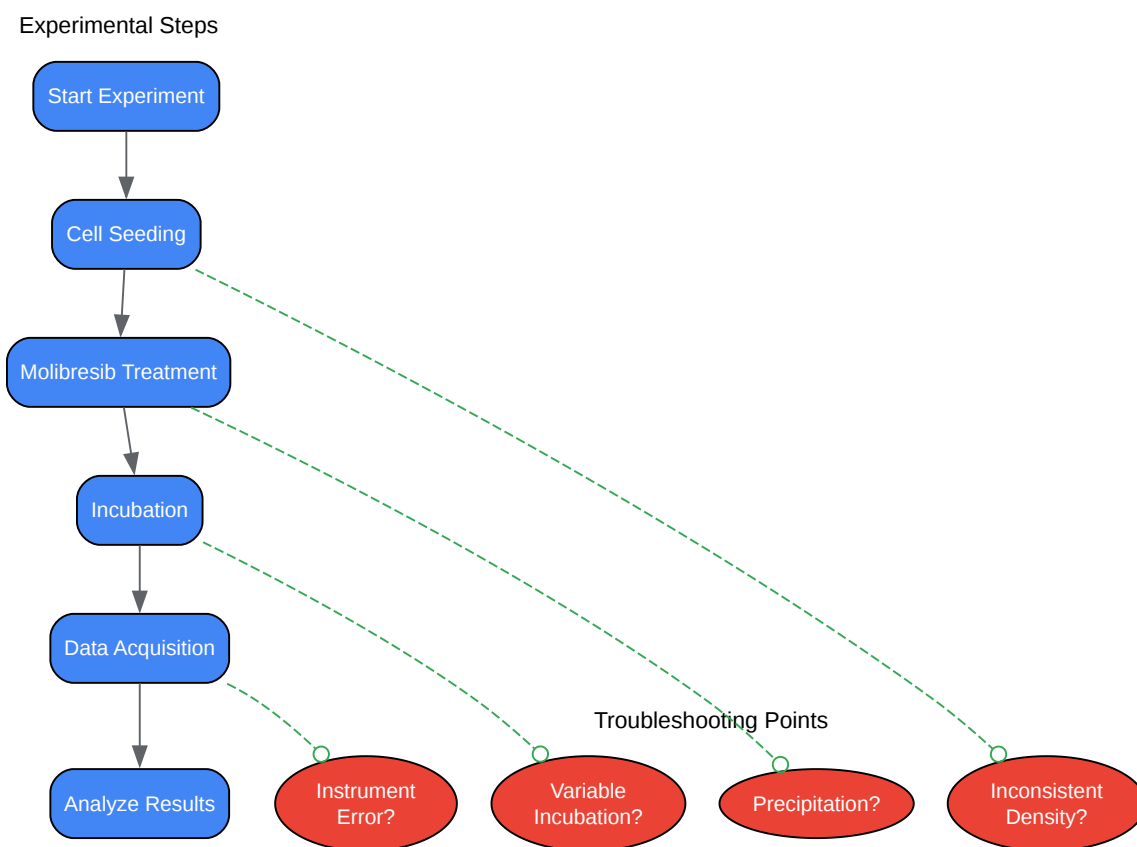 Experimental Steps
Start Experiment
Cell Seeding
Molibresib Treatment
Incubation
Data Acquisition
Troubleshooting Points
Analyze Results
Instrument
Error?
Variable
Incubation?
Precipitation?
Inconsistent
Density?